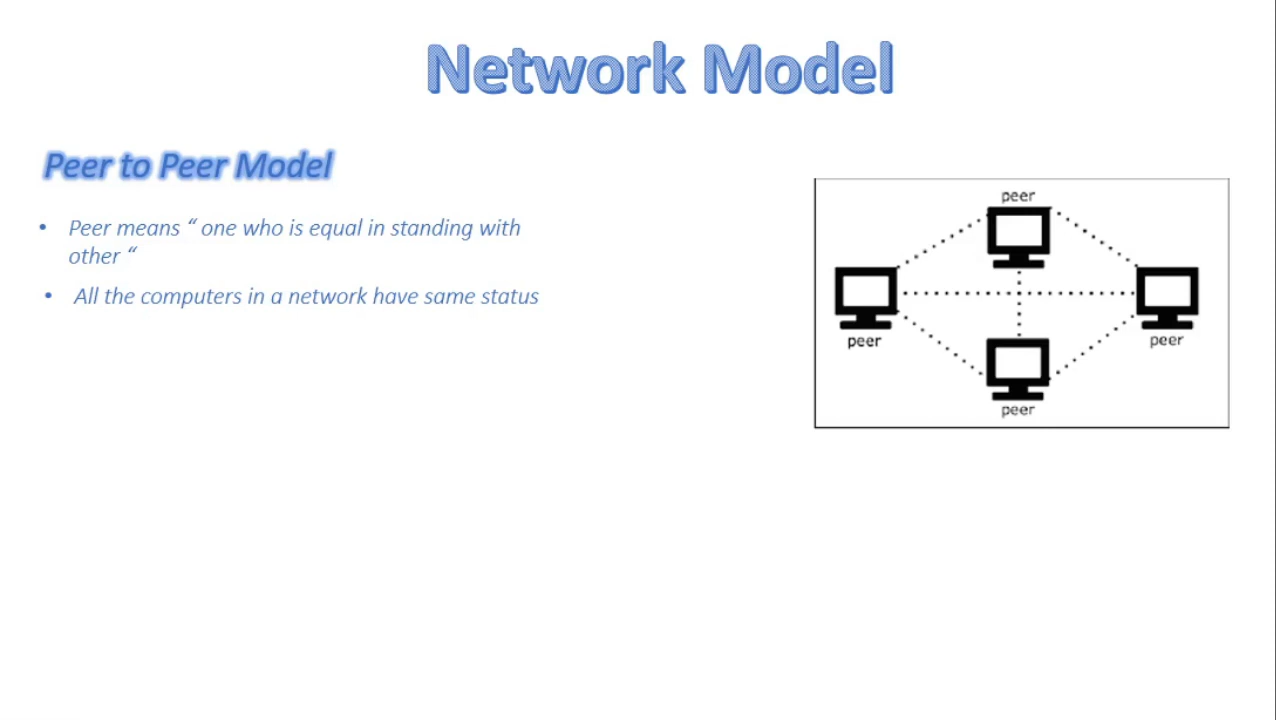 Network Model
Peer to Peer Model
• Peer means “ one who is equal in standing with
other “
• All the computers in a network have same status
peer
peer
peer
peer